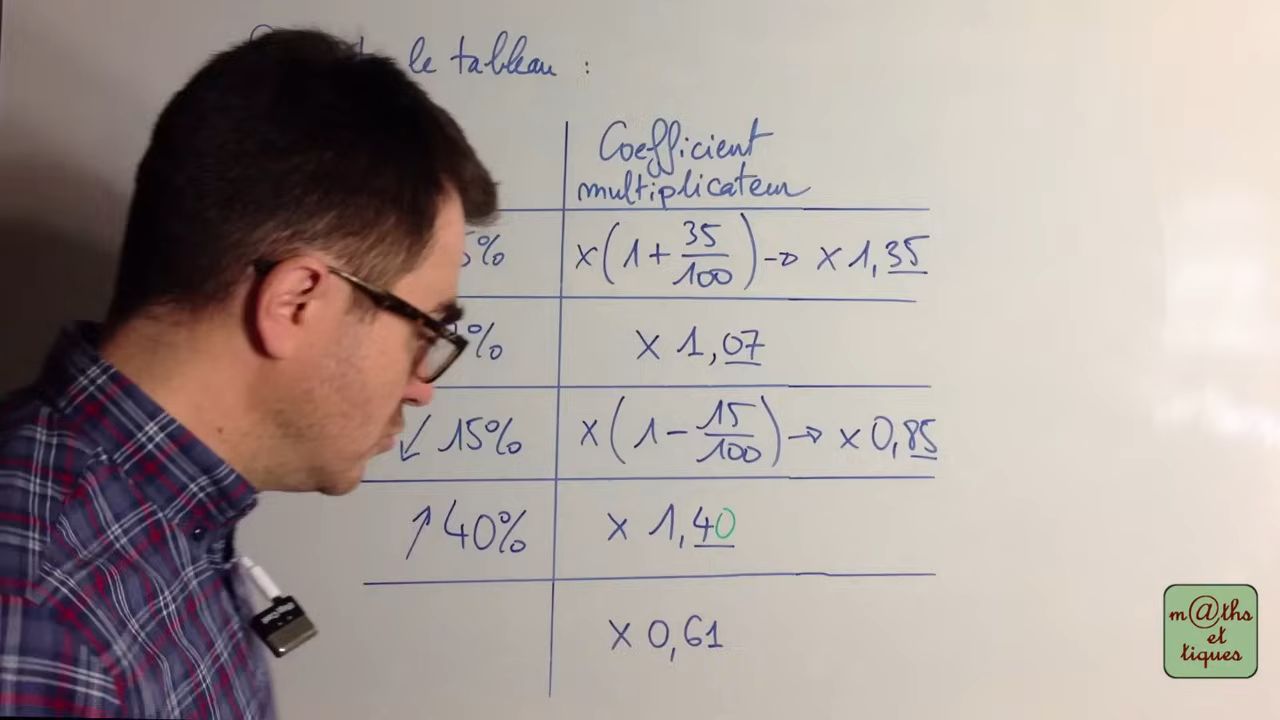 le tableau :
Coefficient
multiplicateur
% × ( 1 + 35/100 ) → × 1,35
% × 1,07
↙ 15% × ( 1 - 15/100 ) → × 0,85
↑ 40% × 1,40
× 0,61
m@ths
et
tiques